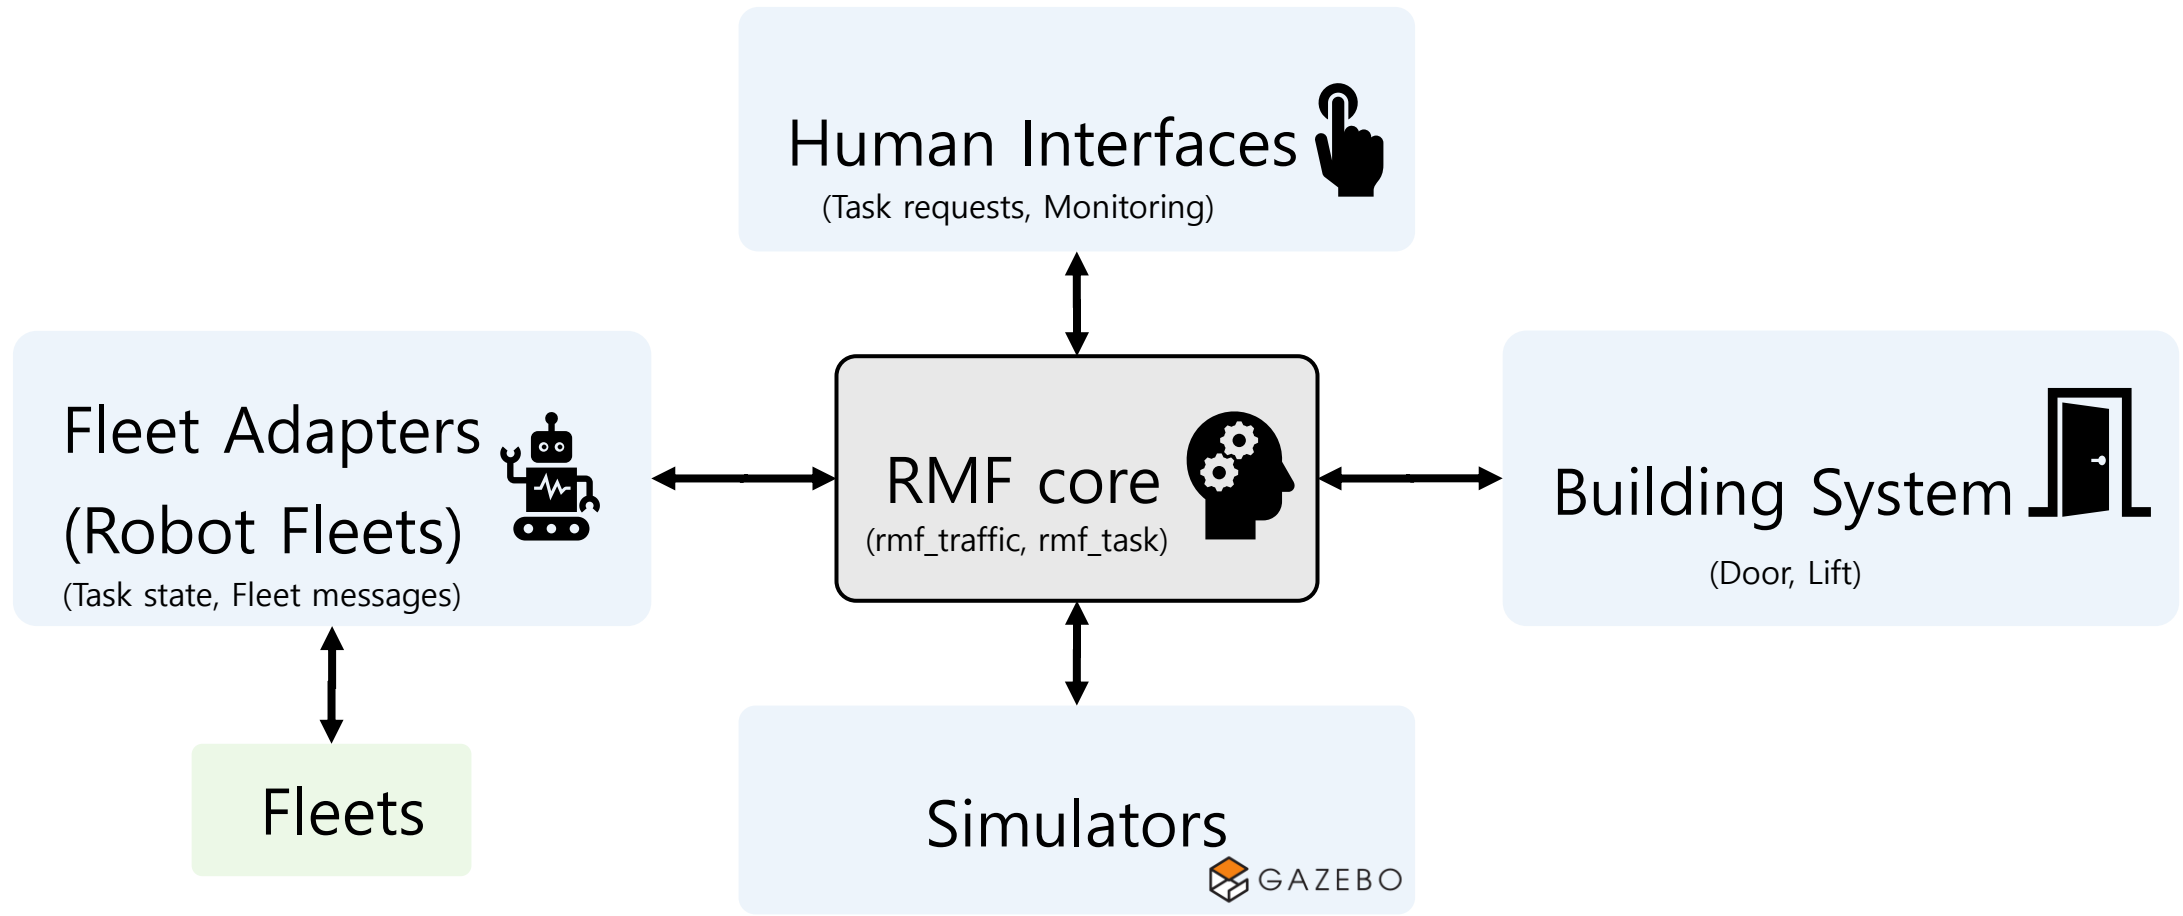 Human Interfaces
(Task requests, Monitoring)
Fleet Adapters
(Robot Fleets)
(Task state, Fleet messages)
RMF core
(rmf_traffic, rmf_task)
Building System
(Door, Lift)
Fleets
Simulators
GAZEBO